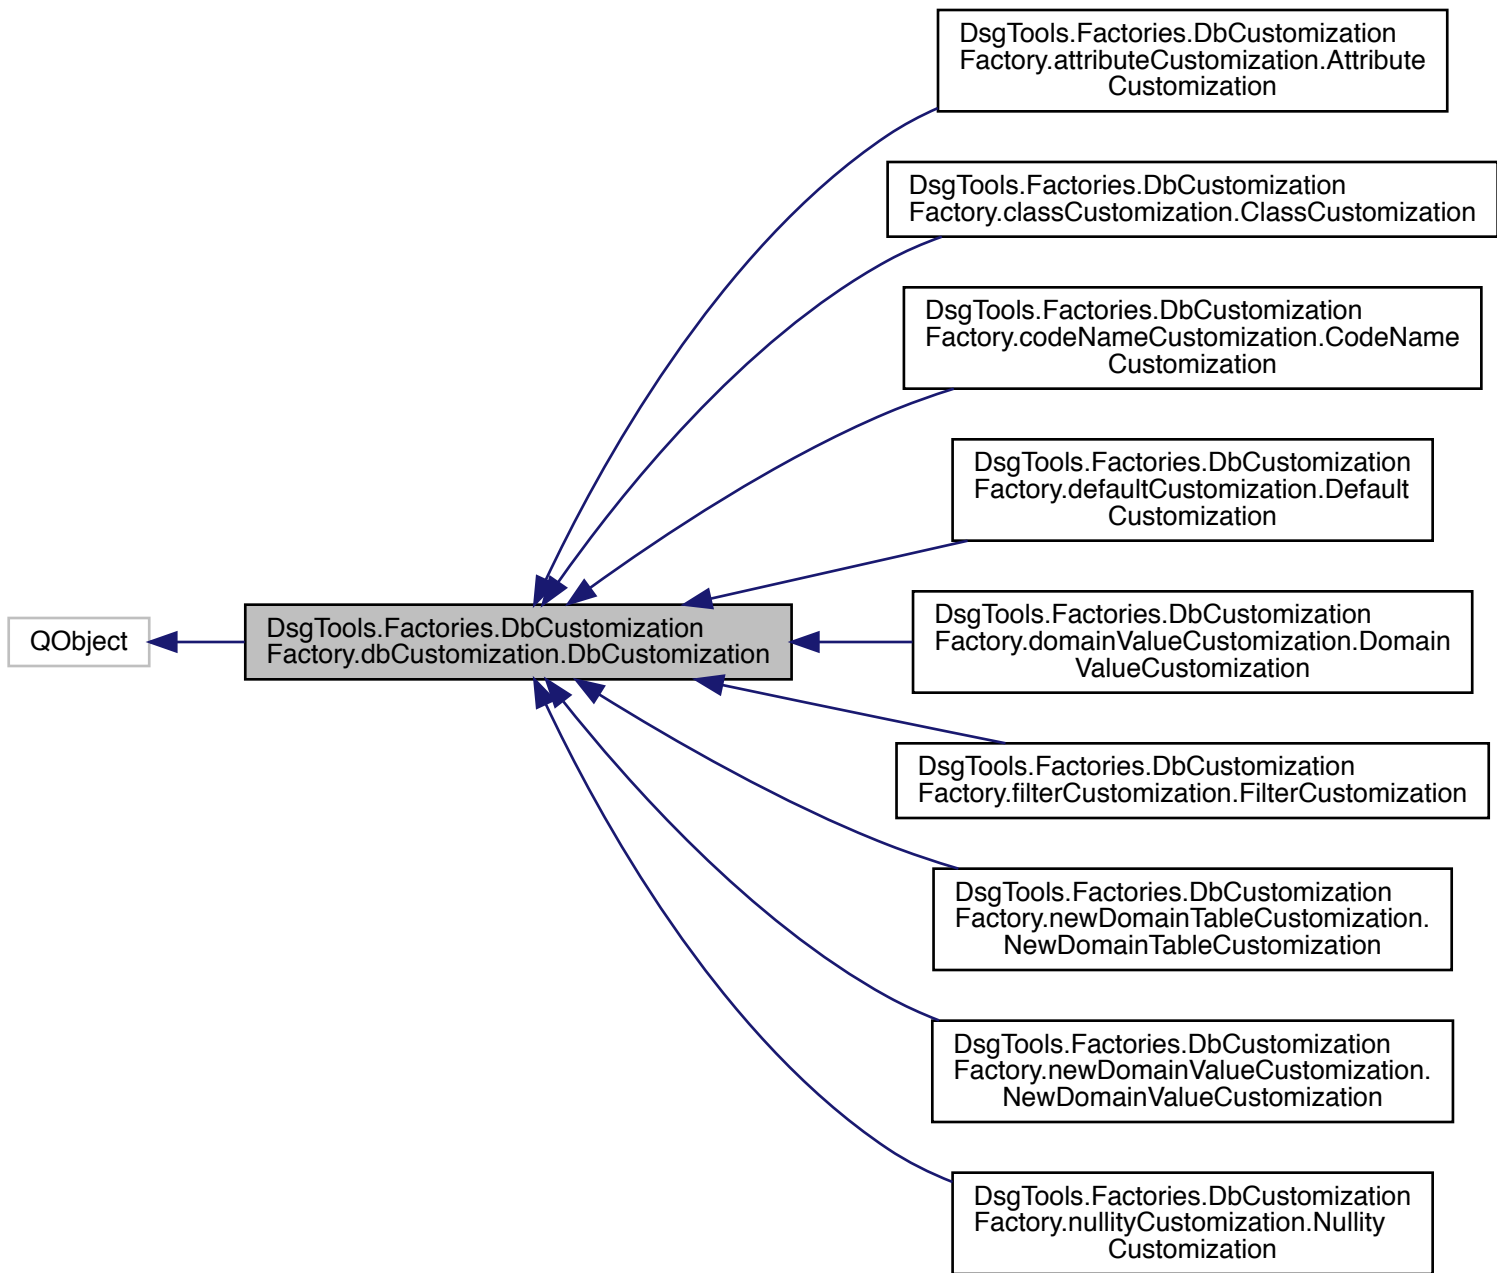 DsgTools.Factories.DbCustomization
Factory.attributeCustomization.Attribute
Customization
DsgTools.Factories.DbCustomization
Factory.classCustomization.ClassCustomization
DsgTools.Factories.DbCustomization
Factory.codeNameCustomization.CodeName
Customization
DsgTools.Factories.DbCustomization
Factory.defaultCustomization.Default
Customization
QObject
DsgTools.Factories.DbCustomization
Factory.dbCustomization.DbCustomization
DsgTools.Factories.DbCustomization
Factory.domainValueCustomization.Domain
ValueCustomization
DsgTools.Factories.DbCustomization
Factory.filterCustomization.FilterCustomization
DsgTools.Factories.DbCustomization
Factory.newDomainTableCustomization.
NewDomainTableCustomization
DsgTools.Factories.DbCustomization
Factory.newDomainValueCustomization.
NewDomainValueCustomization
DsgTools.Factories.DbCustomization
Factory.nullityCustomization.Nullity
Customization